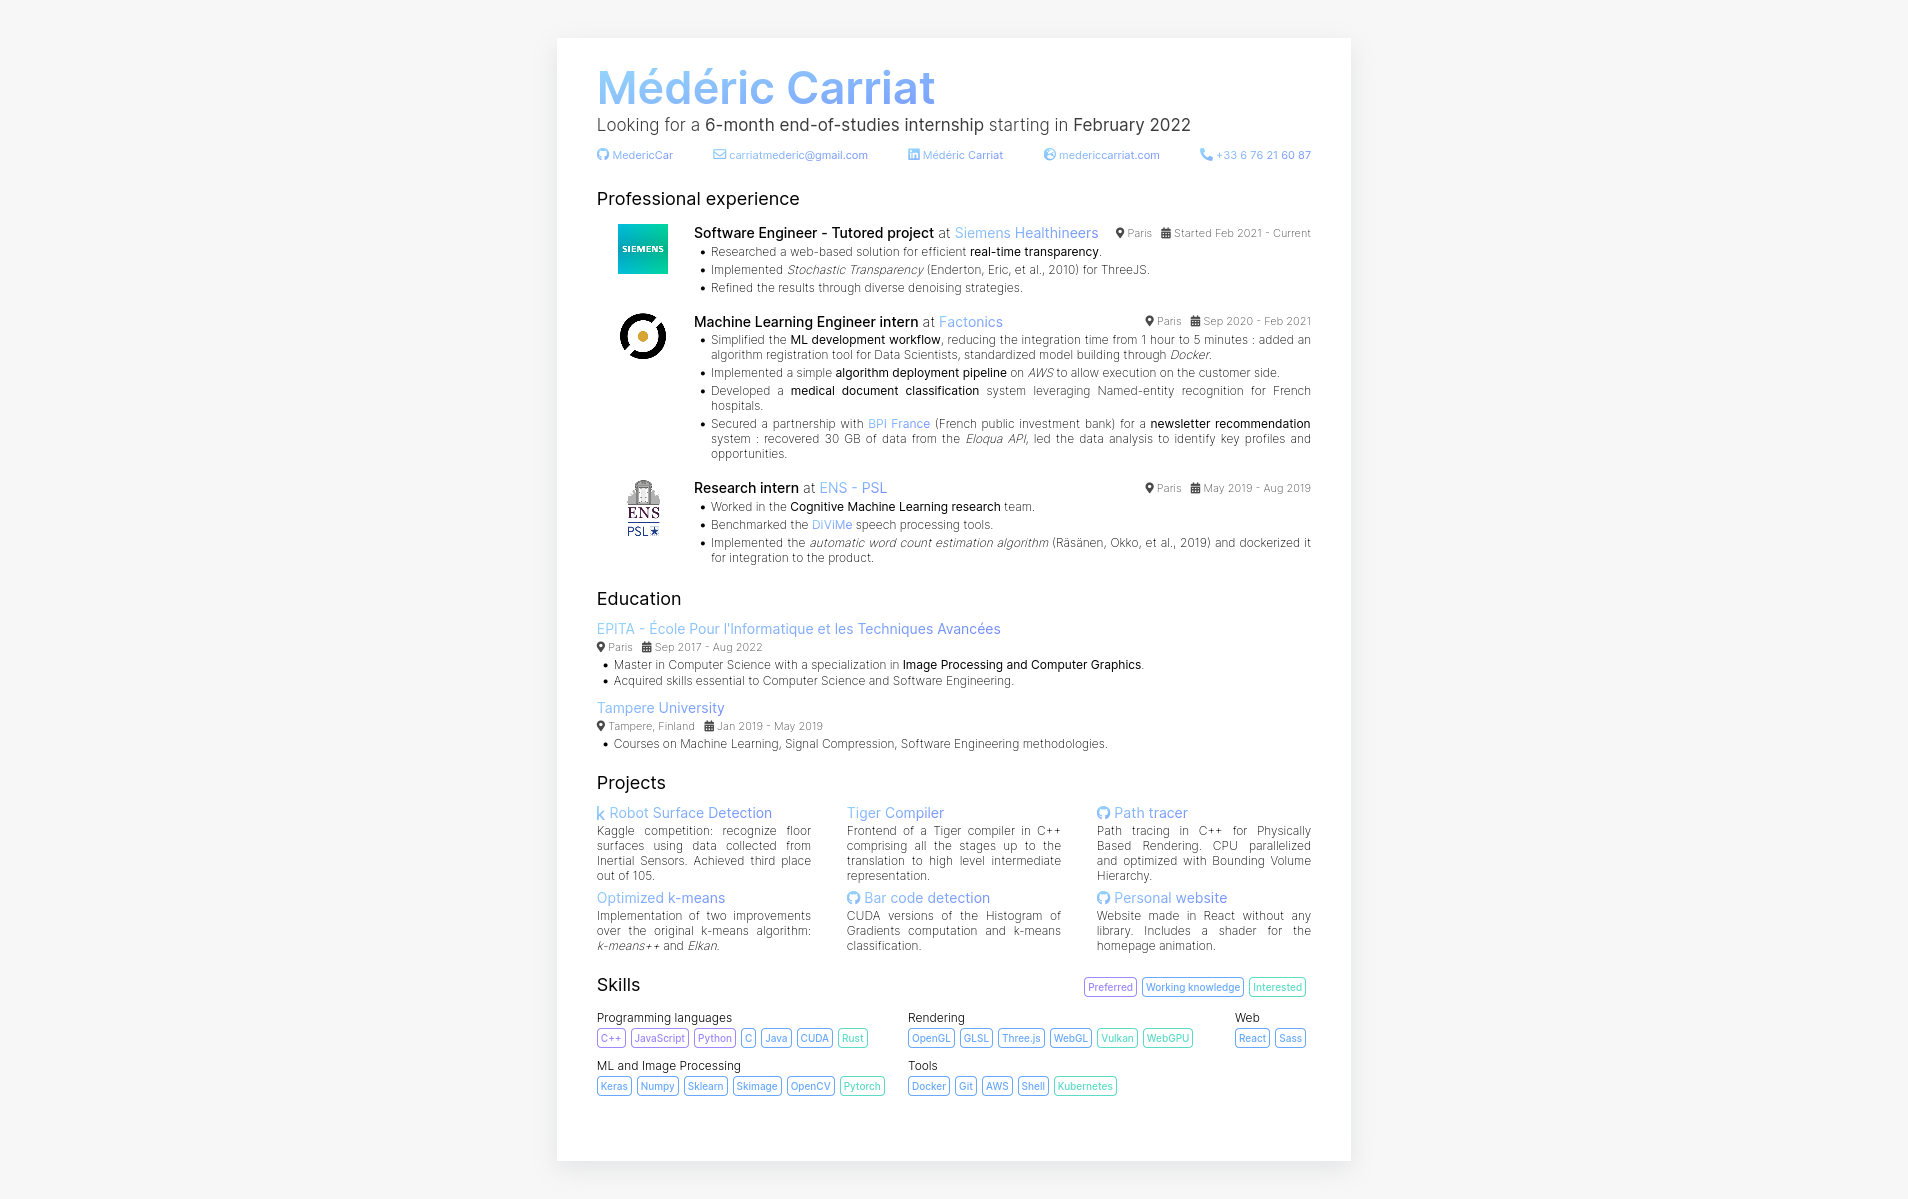 Médéric Carriat
Looking for a 6-month end-of-studies internship starting in February 2022
MedericCar carriatmederic@gmail.com Médéric Carriat medericcarriat.com +33 6 76 21 60 87
Professional experience
SIEMENS
Software Engineer - Tutored project at Siemens Healthineers Paris Started Feb 2021 - Current
• Researched a web-based solution for efficient real-time transparency.
• Implemented Stochastic Transparency (Enderton, Eric, et al., 2010) for ThreeJS.
• Refined the results through diverse denoising strategies.
Machine Learning Engineer intern at Factonics Paris Sep 2020 - Feb 2021
• Simplified the ML development workflow, reducing the integration time from 1 hour to 5 minutes : added an
algorithm registration tool for Data Scientists, standardized model building through Docker.
• Implemented a simple algorithm deployment pipeline on AWS to allow execution on the customer side.
• Developed a medical document classification system leveraging Named-entity recognition for French
hospitals.
• Secured a partnership with BPI France (French public investment bank) for a newsletter recommendation
system : recovered 30 GB of data from the Eloqua API, led the data analysis to identify key profiles and
opportunities.
ENS
PSL★
Research intern at ENS - PSL Paris May 2019 - Aug 2019
• Worked in the Cognitive Machine Learning research team.
• Benchmarked the DiViMe speech processing tools.
• Implemented the automatic word count estimation algorithm (Räsänen, Okko, et al., 2019) and dockerized it
for integration to the product.
Education
EPITA - École Pour l'Informatique et les Techniques Avancées
Paris Sep 2017 - Aug 2022
• Master in Computer Science with a specialization in Image Processing and Computer Graphics.
• Acquired skills essential to Computer Science and Software Engineering.
Tampere University
Tampere, Finland Jan 2019 - May 2019
• Courses on Machine Learning, Signal Compression, Software Engineering methodologies.
Projects
k Robot Surface Detection
Kaggle competition: recognize floor
surfaces using data collected from
Inertial Sensors. Achieved third place
out of 105.
Tiger Compiler
Frontend of a Tiger compiler in C++
comprising all the stages up to the
translation to high level intermediate
representation.
Path tracer
Path tracing in C++ for Physically
Based Rendering. CPU parallelized
and optimized with Bounding Volume
Hierarchy.
Optimized k-means
Implementation of two improvements
over the original k-means algorithm:
k-means++ and Elkan.
Bar code detection
CUDA versions of the Histogram of
Gradients computation and k-means
classification.
Personal website
Website made in React without any
library. Includes a shader for the
homepage animation.
Skills
Preferred Working knowledge Interested
Programming languages
C++ JavaScript Python C Java CUDA Rust
Rendering
OpenGL GLSL Three.js WebGL Vulkan WebGPU
Web
React Sass
ML and Image Processing
Keras Numpy Sklearn Skimage OpenCV Pytorch
Tools
Docker Git AWS Shell Kubernetes